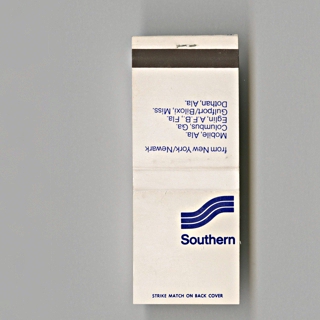 from New York/Newark
Mobile, Ala.
Columbus, Ga.
Eglin, A.F.B., Fla.
Gulfport/Biloxi, Miss.
Dothan, Ala.
Southern
STRIKE MATCH ON BACK COVER